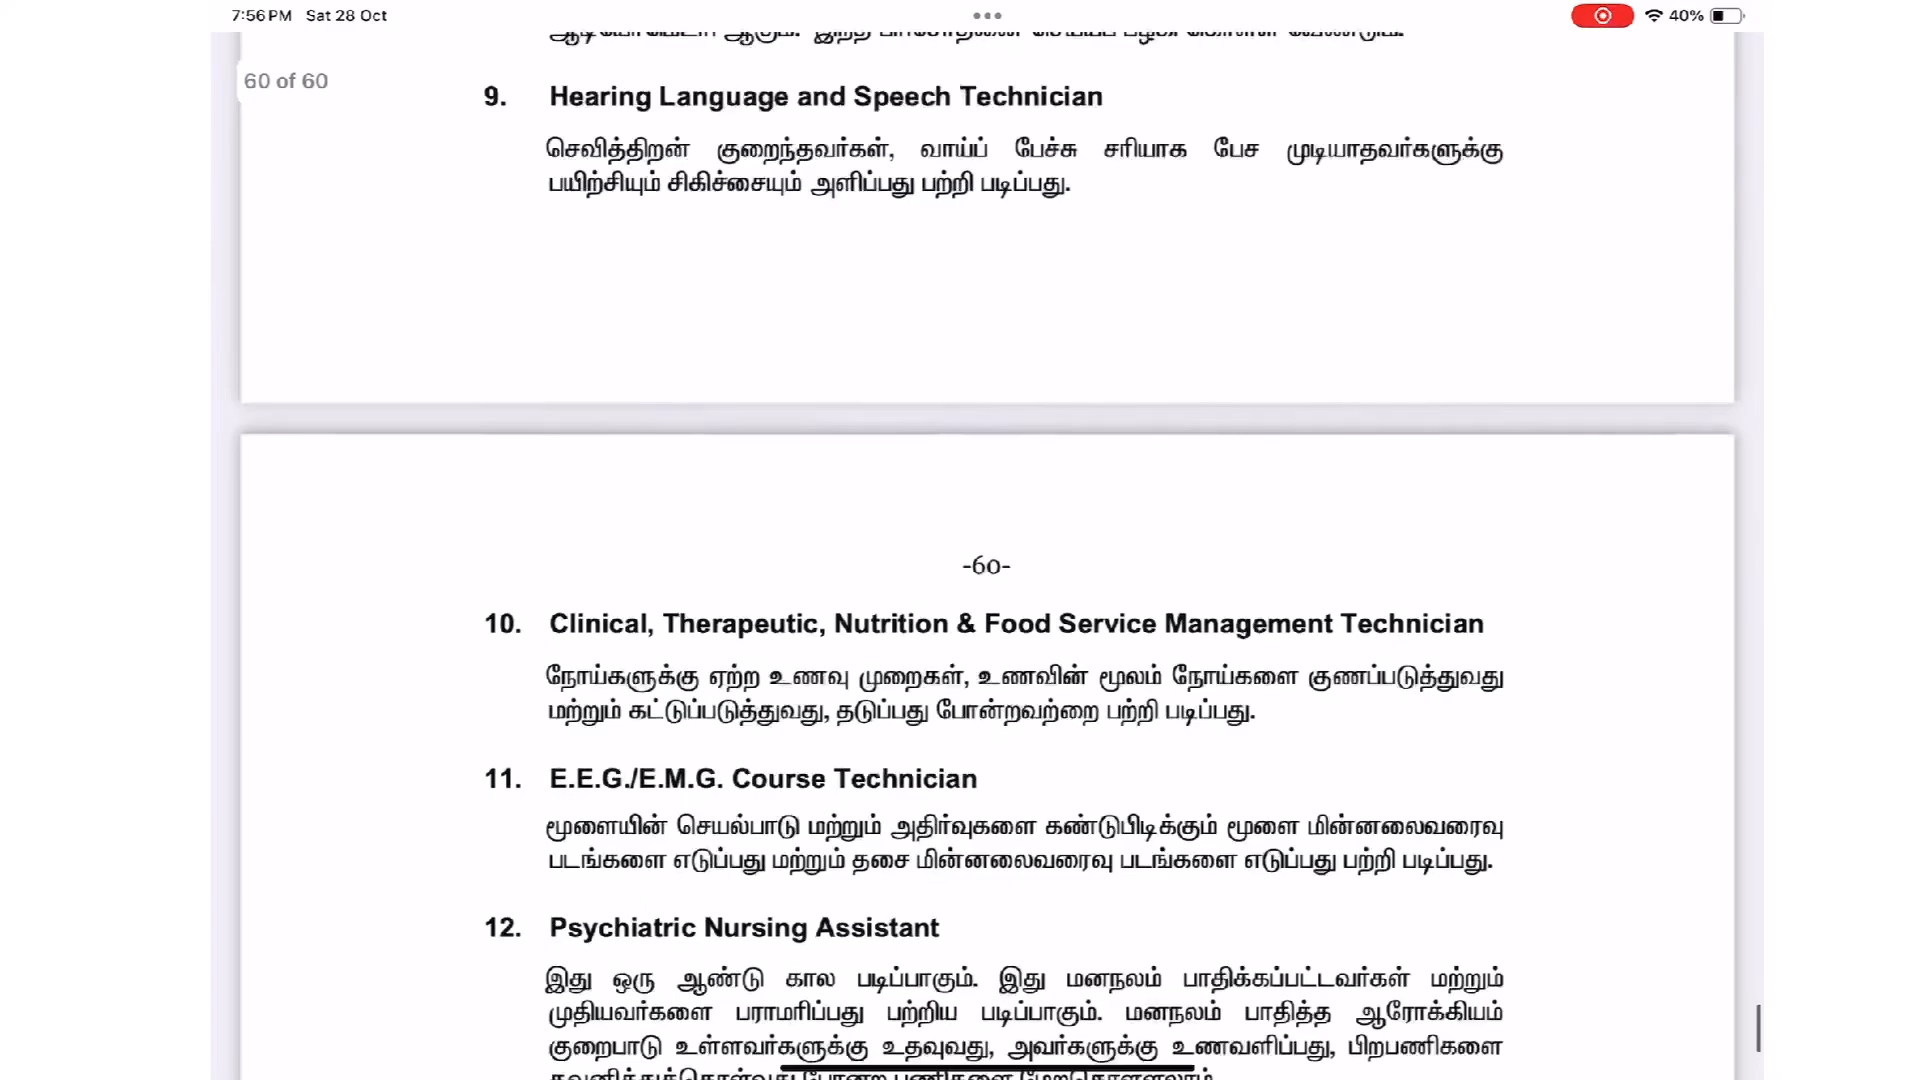 7:56 PM Sat 28 Oct
40%
60 of 60
9. Hearing Language and Speech Technician
செவித்திறன் குறைந்தவர்கள், வாய்ப் பேச்சு சரியாக பேச முடியாதவர்களுக்கு
பயிற்சியும் சிகிச்சையும் அளிப்பது பற்றி படிப்பது.
-60-
10. Clinical, Therapeutic, Nutrition & Food Service Management Technician
நோய்களுக்கு ஏற்ற உணவு முறைகள், உணவின் மூலம் நோய்களை குணப்படுத்துவது
மற்றும் கட்டுப்படுத்துவது, தடுப்பது போன்றவற்றை பற்றி படிப்பது.
11. E.E.G./E.M.G. Course Technician
மூளையின் செயல்பாடு மற்றும் அதிர்வுகளை கண்டுபிடிக்கும் மூளை மின்னலைவரைவு
படங்களை எடுப்பது மற்றும் தசை மின்னலைவரைவு படங்களை எடுப்பது பற்றி படிப்பது.
12. Psychiatric Nursing Assistant
இது ஒரு ஆண்டு கால படிப்பாகும். இது மனநலம் பாதிக்கப்பட்டவர்கள் மற்றும்
முதியவர்களை பராமரிப்பது பற்றிய படிப்பாகும். மனநலம் பாதித்த ஆரோக்கியம்
குறைபாடு உள்ளவர்களுக்கு உதவுவது, அவர்களுக்கு உணவளிப்பது, பிறபணிகளை